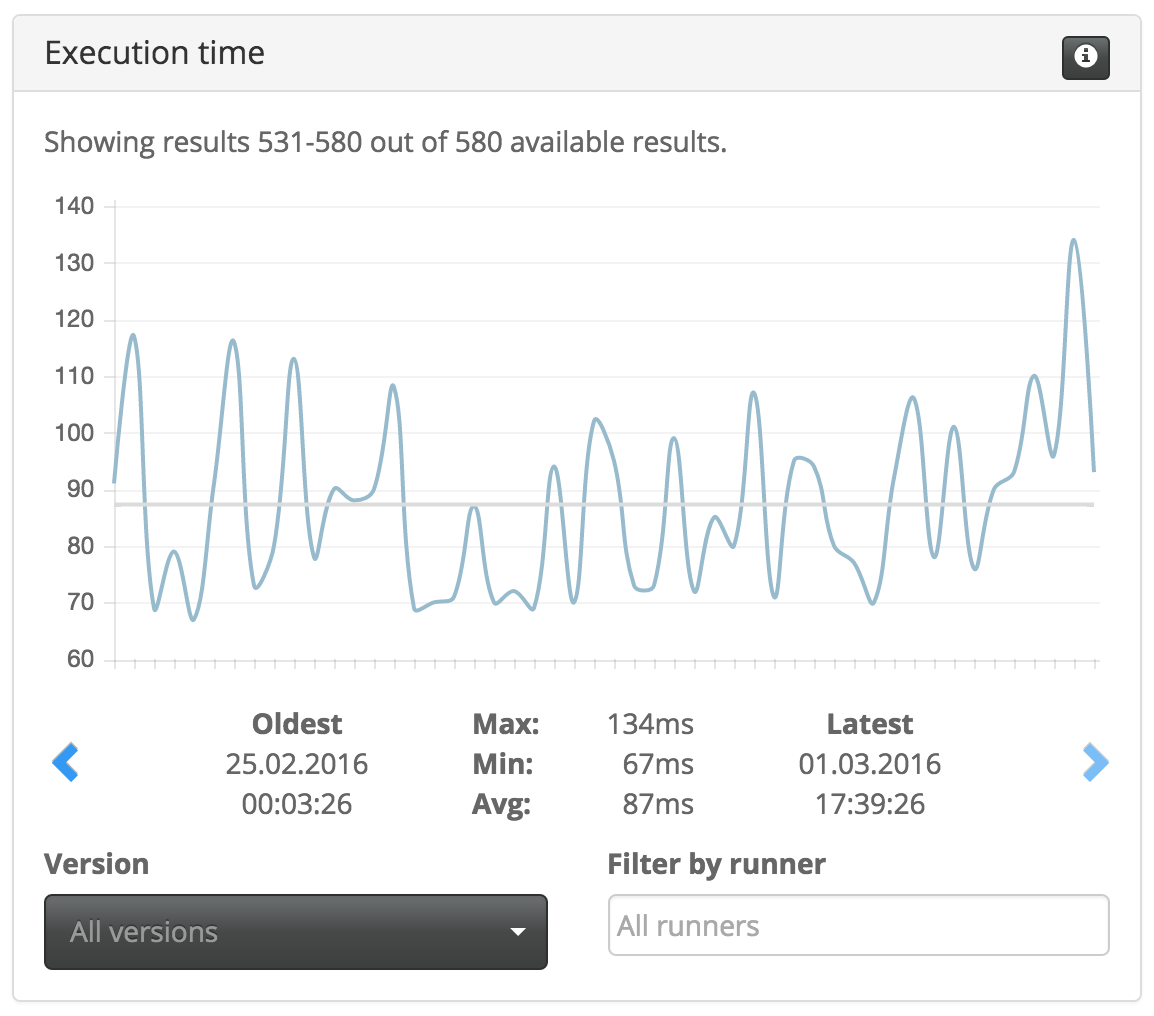 Execution time
Showing results 531-580 out of 580 available results.
140
130
120
110
100
90
80
70
60
Oldest Max: 134ms Latest
25.02.2016 Min: 67ms 01.03.2016
00:03:26 Avg: 87ms 17:39:26
Version Filter by runner
All versions All runners